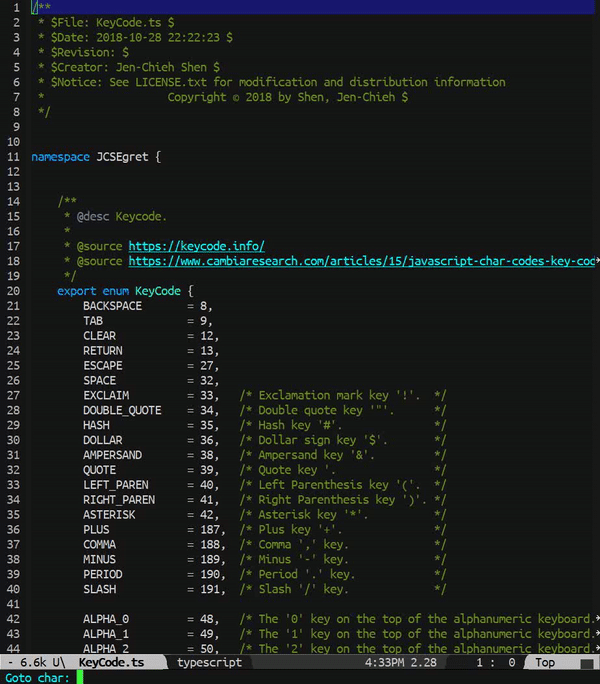 1 /**
2  * $File: KeyCode.ts $
3  * $Date: 2018-10-28 22:22:23 $
4  * $Revision: $
5  * $Creator: Jen-Chieh Shen $
6  * $Notice: See LICENSE.txt for modification and distribution information
7  *                   Copyright © 2018 by Shen, Jen-Chieh $
8  */
9
10
11 namespace JCSEgret {
12
13
14     /**
15      * @desc Keycode.
16      *
17      * @source https://keycode.info/
18      * @source https://www.cambiaresearch.com/articles/15/javascript-char-codes-key-cod
19      */
20     export enum KeyCode {
21         BACKSPACE       = 8,
22         TAB             = 9,
23         CLEAR           = 12,
24         RETURN          = 13,
25         ESCAPE          = 27,
26         SPACE           = 32,
27         EXCLAIM         = 33,   /* Exclamation mark key '!'.  */
28         DOUBLE_QUOTE    = 34,   /* Double quote key '"'.      */
29         HASH            = 35,   /* Hash key '#'.              */
30         DOLLAR          = 36,   /* Dollar sign key '$'.       */
31         AMPERSAND       = 38,   /* Ampersand key '&'.         */
32         QUOTE           = 39,   /* Quote key '.               */
33         LEFT_PAREN      = 40,   /* Left Parenthesis key '('.  */
34         RIGHT_PAREN     = 41,   /* Right Parenthesis key ')'. */
35         ASTERISK        = 42,   /* Asterisk key '*'.          */
36         PLUS            = 187,  /* Plus key '+'.              */
37         COMMA           = 188,  /* Comma ',' key.             */
38         MINUS           = 189,  /* Minus '-' key.             */
39         PERIOD          = 190,  /* Period '.' key.            */
40         SLASH           = 191,  /* Slash '/' key.             */
41
42         ALPHA_0         = 48,   /* The '0' key on the top of the alphanumeric keyboard.
43         ALPHA_1         = 49,   /* The '1' key on the top of the alphanumeric keyboard.
44         ALPHA_2         = 50,   /* The '2' key on the top of the alphanumeric keyboard.
- 6.6k U\ KeyCode.ts typescript 4:33PM 2.28 1 : 0 Top
Goto char: